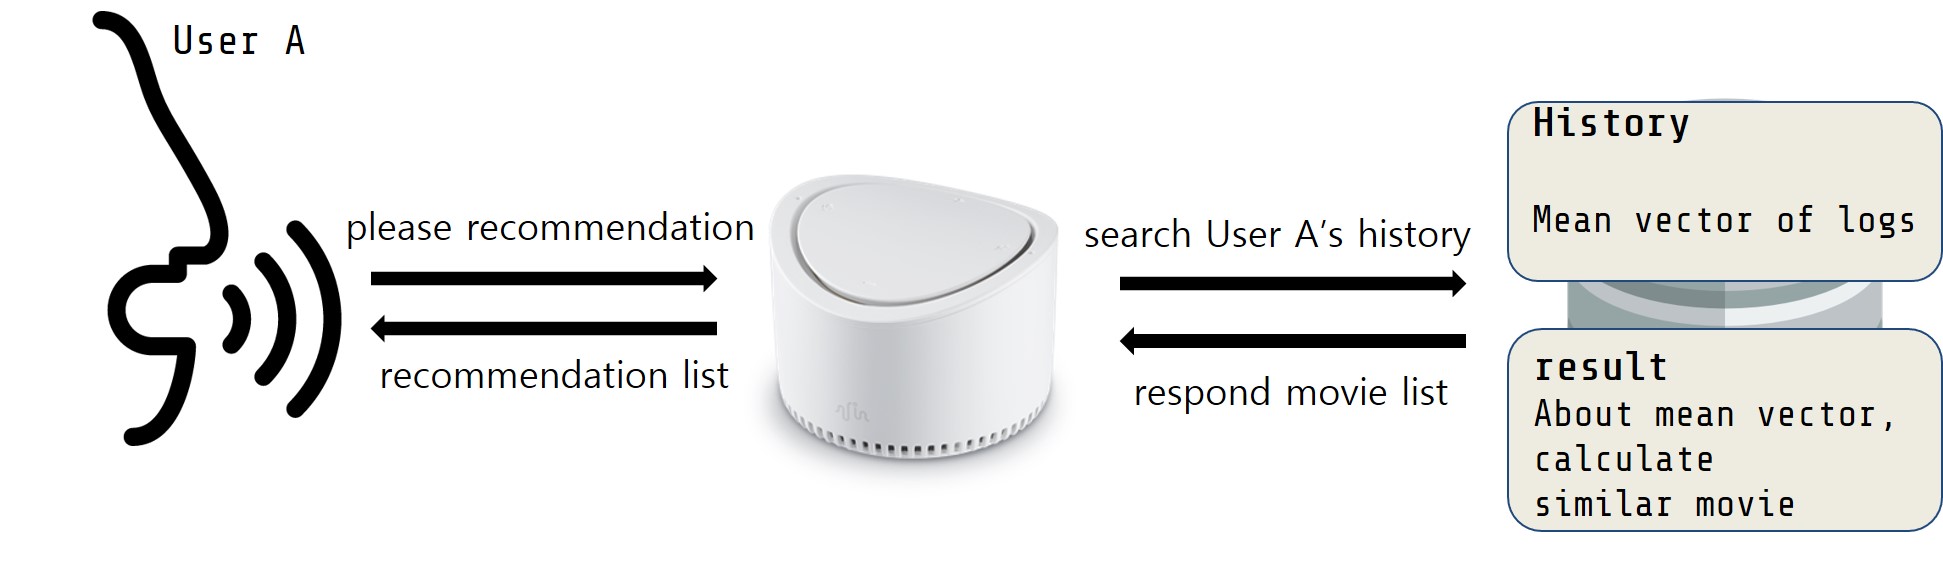 User A
please recommendation
recommendation list
search User A's history
respond movie list
History
Mean vector of logs
result
About mean vector,
calculate
similar movie